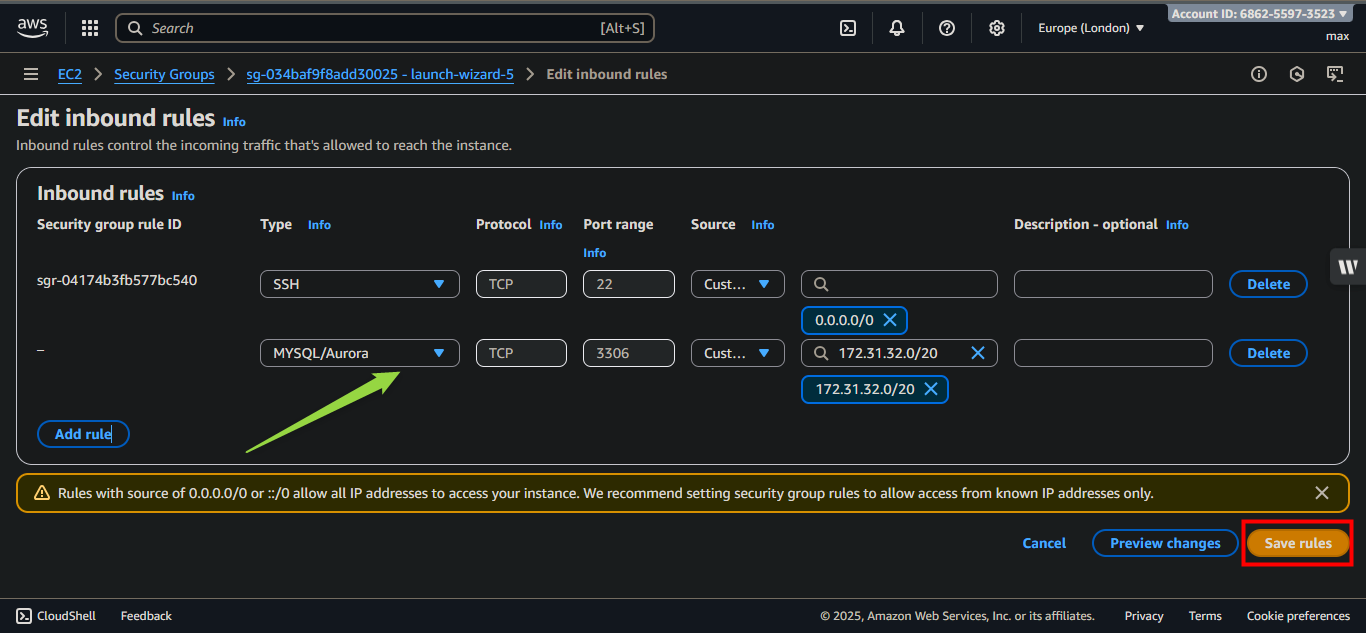 aws
Search [Alt+S]
Europe (London)
Account ID: 6862-5597-3523
max
EC2 Security Groups sg-034baf9f8add30025 - launch-wizard-5 Edit inbound rules
Edit inbound rules Info
Inbound rules control the incoming traffic that's allowed to reach the instance.
Inbound rules Info
Security group rule ID Type Info Protocol Info Port range Source Info Description - optional Info
Info
sgr-04174b3fb577bc540 SSH TCP 22 Cust... Delete
0.0.0.0/0
– MYSQL/Aurora TCP 3306 Cust... 172.31.32.0/20 Delete
172.31.32.0/20
Add rule
Rules with source of 0.0.0.0/0 or ::/0 allow all IP addresses to access your instance. We recommend setting security group rules to allow access from known IP addresses only.
Cancel Preview changes Save rules
CloudShell Feedback © 2025, Amazon Web Services, Inc. or its affiliates. Privacy Terms Cookie preferences